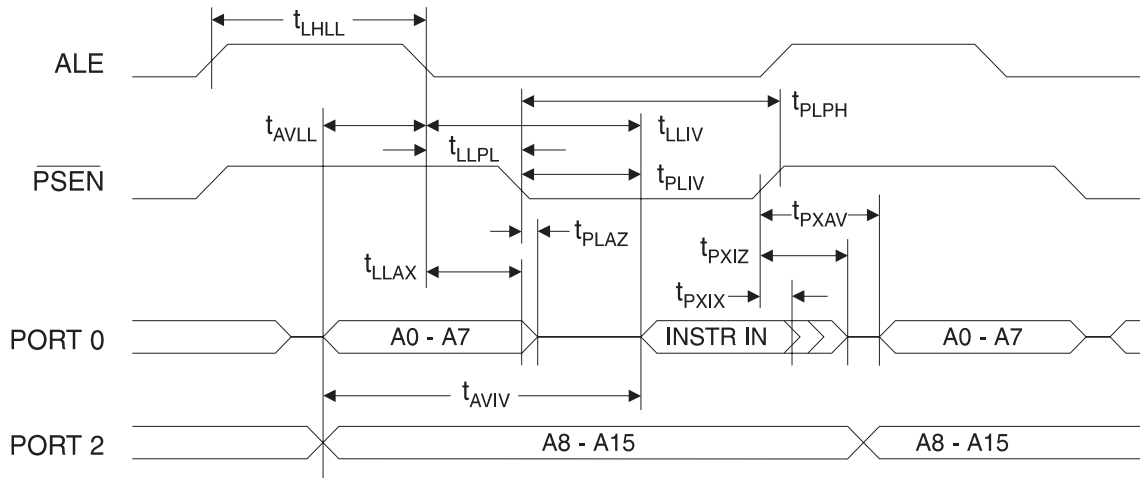 tLHLL
ALE
tPLPH
tAVLL
tLLIV
tLLPL
PSEN
tPLIV
tPXAV
tPLAZ
tPXIZ
tLLAX
tPXIX
PORT 0
A0 - A7
INSTR IN
A0 - A7
tAVIV
PORT 2
A8 - A15
A8 - A15